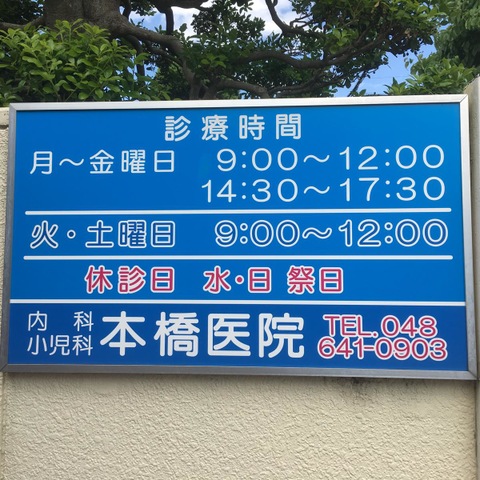 診療時間
月～金曜日 9:00～12:00
14:30～17:30
火・土曜日 9:00～12:00
休診日 水・日 祭日
内科 小児科 本橋医院 TEL.048 641-0903